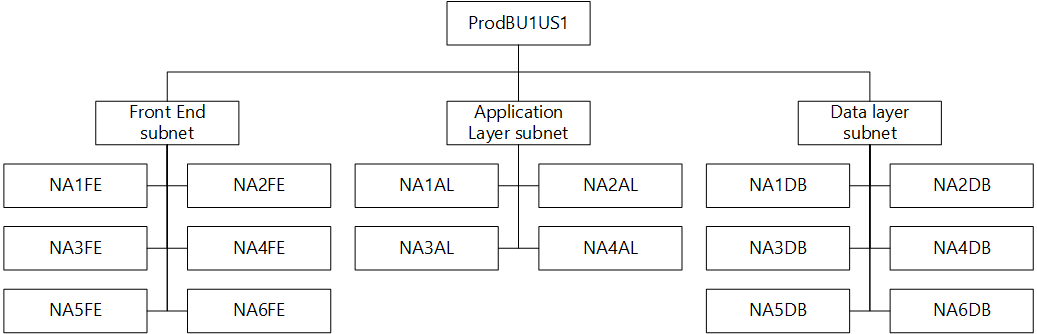 ProdBU1US1
Front End
subnet
Application
Layer subnet
Data layer
subnet
NA1FE
NA2FE
NA1AL
NA2AL
NA1DB
NA2DB
NA3FE
NA4FE
NA3AL
NA4AL
NA3DB
NA4DB
NA5FE
NA6FE
NA5DB
NA6DB